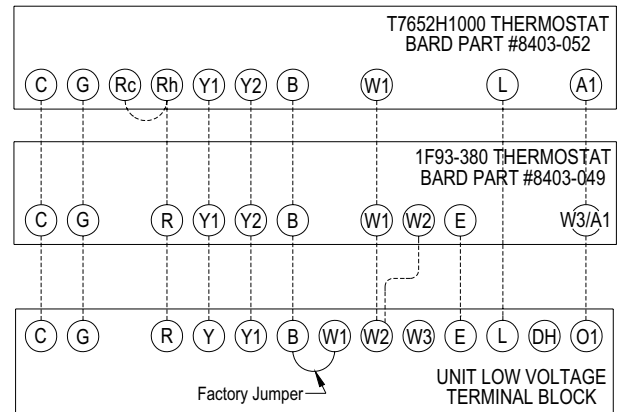 T7652H1000 THERMOSTAT
BARD PART #8403-052
C G Rc Rh Y1 Y2 B W1 L A1
1F93-380 THERMOSTAT
BARD PART #8403-049
C G R Y1 Y2 B W1 W2 E W3/A1
C G R Y Y1 B W1 W2 W3 E L DH O1
Factory Jumper
UNIT LOW VOLTAGE
TERMINAL BLOCK